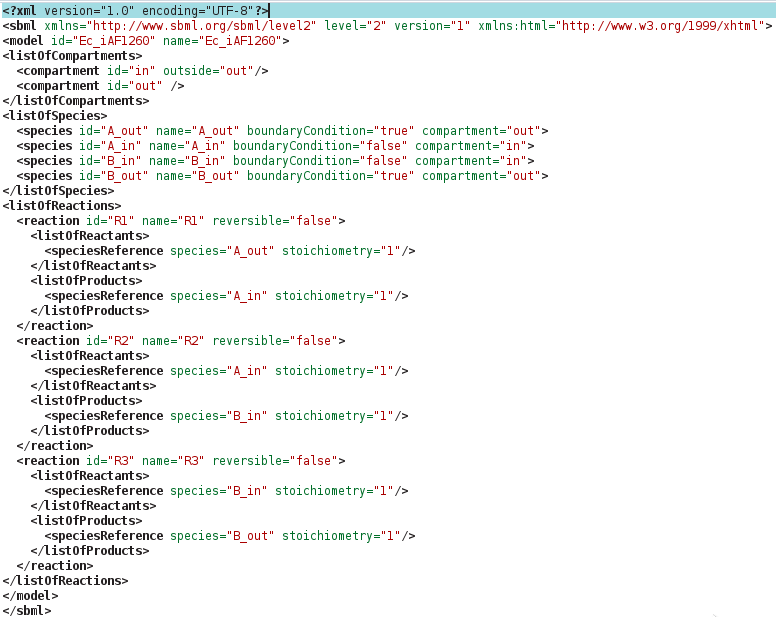 <?xml version="1.0" encoding="UTF-8"?>
<sbml xmlns="http://www.sbml.org/sbml/level2" level="2" version="1" xmlns:html="http://www.w3.org/1999/xhtml">
<model id="Ec_iAF1260" name="Ec_iAF1260">
<listOfCompartments>
  <compartment id="in" outside="out"/>
  <compartment id="out" />
</listOfCompartments>
<listOfSpecies>
  <species id="A_out" name="A_out" boundaryCondition="true" compartment="out">
  <species id="A_in" name="A_in" boundaryCondition="false" compartment="in">
  <species id="B_in" name="B_in" boundaryCondition="false" compartment="in">
  <species id="B_out" name="B_out" boundaryCondition="true" compartment="out">
</listOfSpecies>
<listOfReactions>
  <reaction id="R1" name="R1" reversible="false">
    <listOfReactants>
      <speciesReference species="A_out" stoichiometry="1"/>
    </listOfReactants>
    <listOfProducts>
      <speciesReference species="A_in" stoichiometry="1"/>
    </listOfProducts>
  </reaction>
  <reaction id="R2" name="R2" reversible="false">
    <listOfReactants>
      <speciesReference species="A_in" stoichiometry="1"/>
    </listOfReactants>
    <listOfProducts>
      <speciesReference species="B_in" stoichiometry="1"/>
    </listOfProducts>
  </reaction>
  <reaction id="R3" name="R3" reversible="false">
    <listOfReactants>
      <speciesReference species="B_in" stoichiometry="1"/>
    </listOfReactants>
    <listOfProducts>
      <speciesReference species="B_out" stoichiometry="1"/>
    </listOfProducts>
  </reaction>
</listOfReactions>
</model>
</sbml>